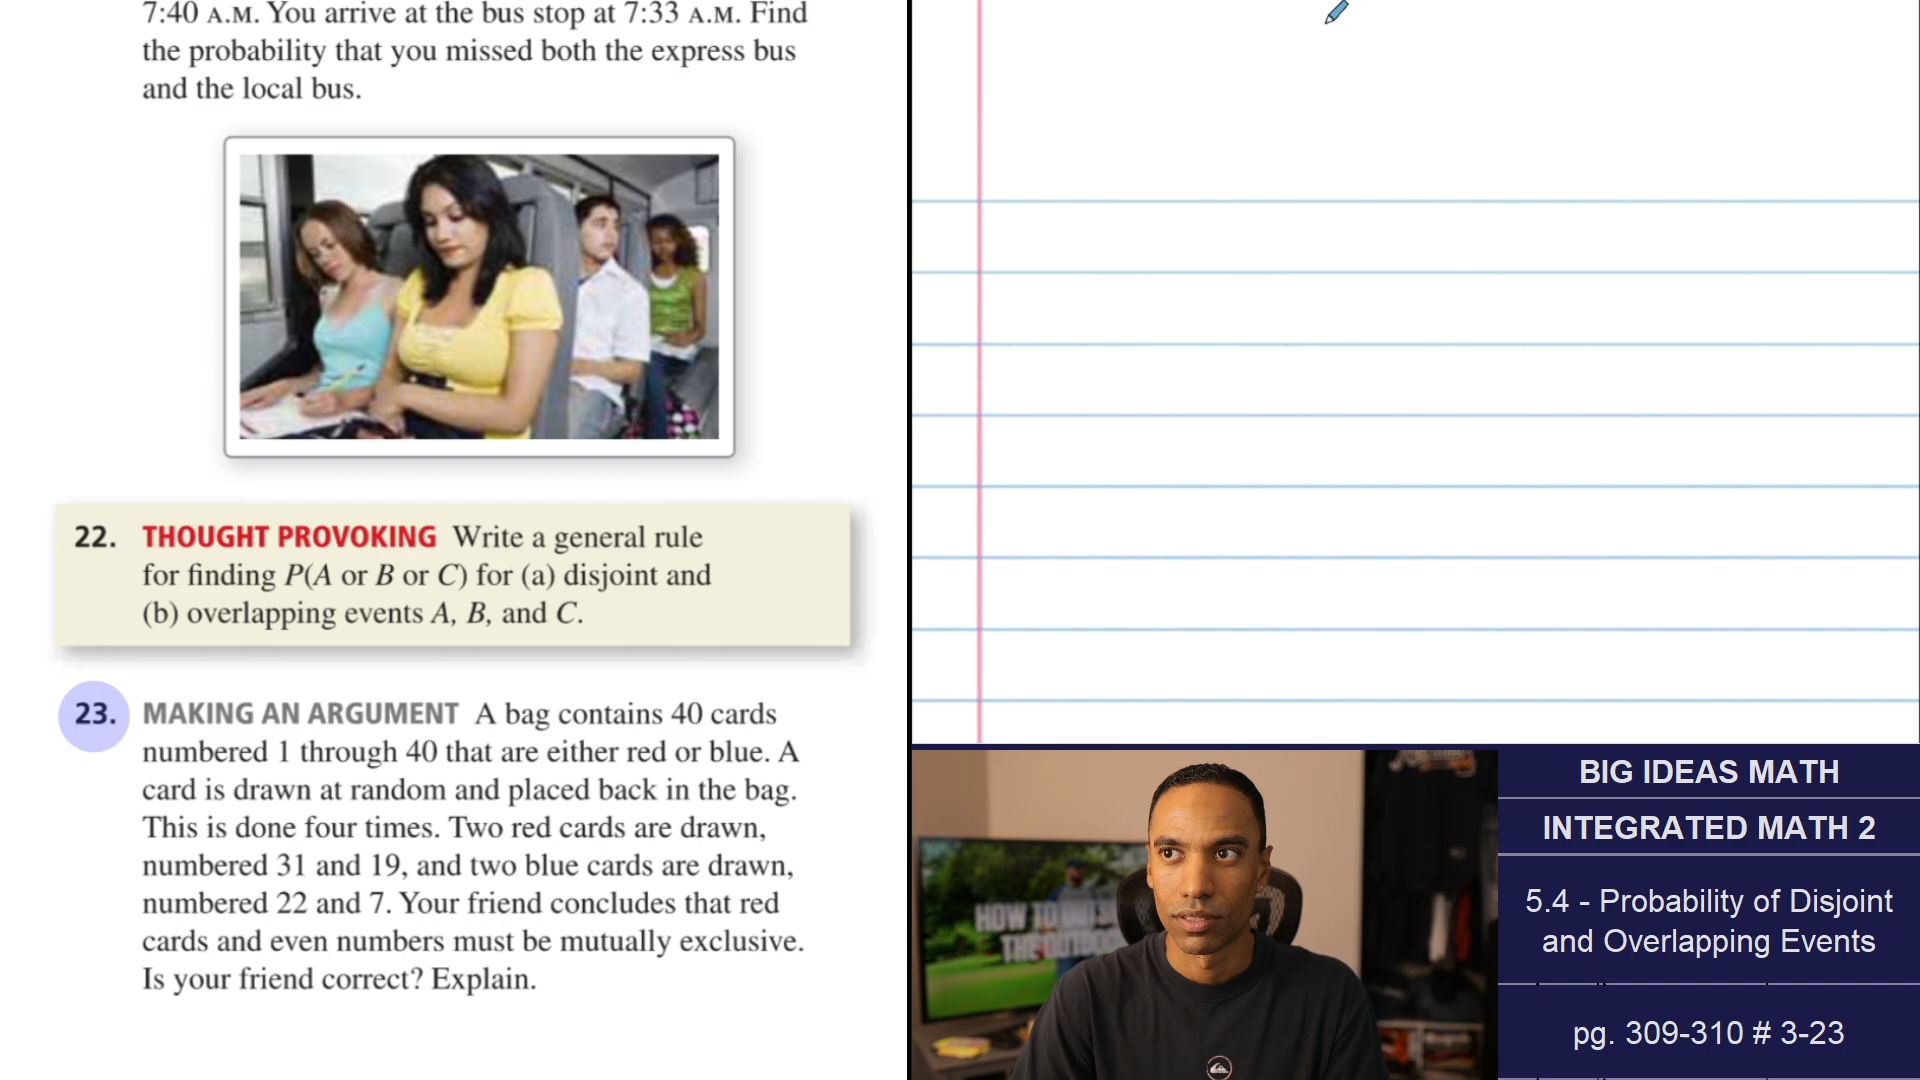 7:40 A.M. You arrive at the bus stop at 7:33 A.M. Find
the probability that you missed both the express bus
and the local bus.
22. THOUGHT PROVOKING Write a general rule
for finding P(A or B or C) for (a) disjoint and
(b) overlapping events A, B, and C.
23. MAKING AN ARGUMENT A bag contains 40 cards
numbered 1 through 40 that are either red or blue. A
card is drawn at random and placed back in the bag.
This is done four times. Two red cards are drawn,
numbered 31 and 19, and two blue cards are drawn,
numbered 22 and 7. Your friend concludes that red
cards and even numbers must be mutually exclusive.
Is your friend correct? Explain.
HOW TO
THE OUTDO
BIG IDEAS MATH
INTEGRATED MATH 2
5.4 - Probability of Disjoint
and Overlapping Events
pg. 309-310 # 3-23